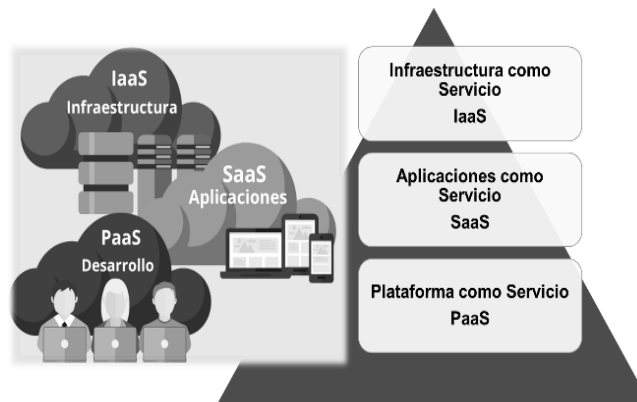 IaaS
Infraestructura
SaaS
Aplicaciones
PaaS
Desarrollo
Infraestructura como
Servicio
IaaS
Aplicaciones como
Servicio
SaaS
Plataforma como Servicio
PaaS